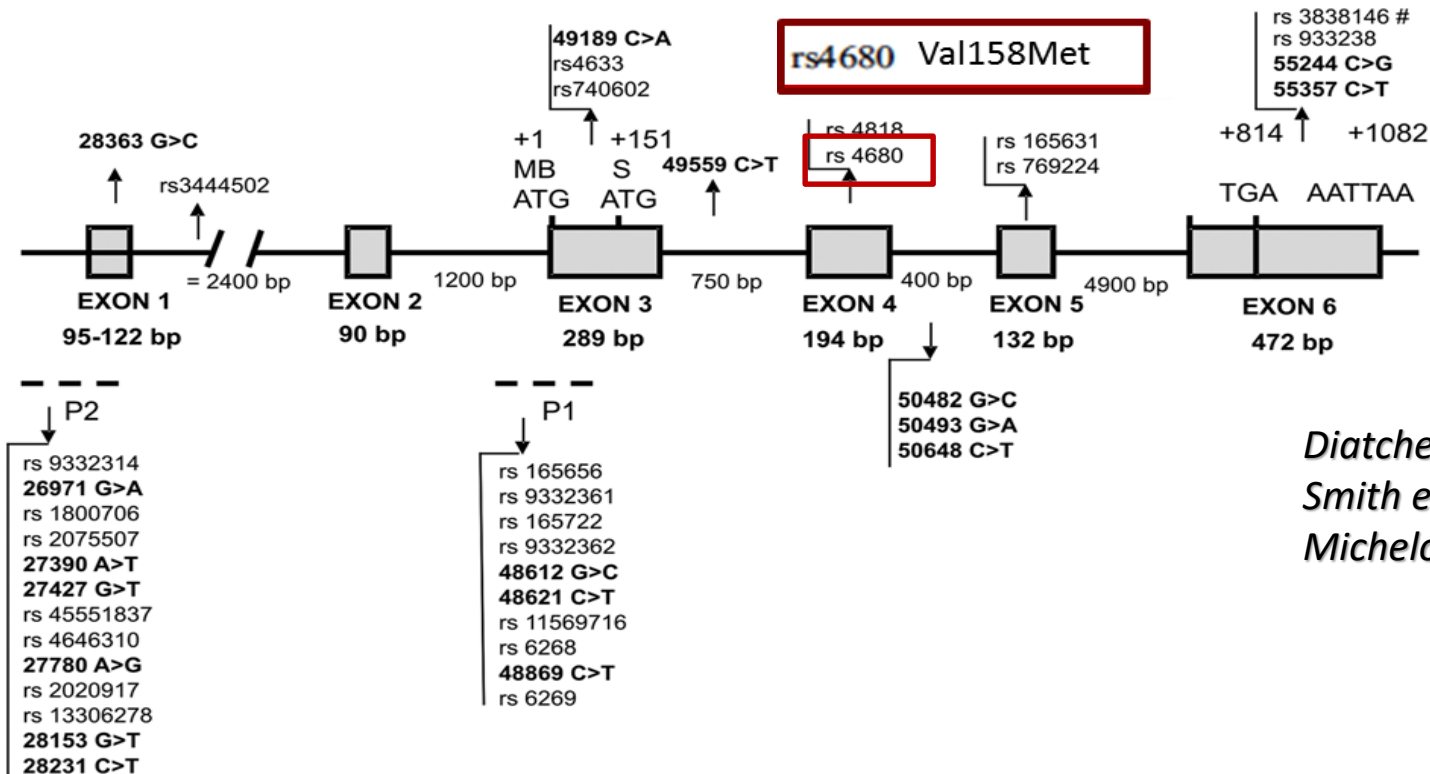 49189 C>A
rs4633
rs740602
rs4680 Val158Met
rs 3838146 #
rs 933238
55244 C>G
55357 C>T
28363 G>C
rs3444502
+1
MB
ATG
+151
S
ATG
49559 C>T
rs 4818
rs 4680
rs 165631
rs 769224
+814
+1082
TGA
AATTAA
= 2400 bp
1200 bp
750 bp
400 bp
4900 bp
EXON 1
95-122 bp
EXON 2
90 bp
EXON 3
289 bp
EXON 4
194 bp
EXON 5
132 bp
EXON 6
472 bp
P2
rs 9332314
26971 G>A
rs 1800706
rs 2075507
27390 A>T
27427 G>T
rs 45551837
rs 4646310
27780 A>G
rs 2020917
rs 13306278
28153 G>T
28231 C>T
P1
rs 165656
rs 9332361
rs 165722
rs 9332362
48612 G>C
48621 C>T
rs 11569716
rs 6268
48869 C>T
rs 6269
50482 G>C
50493 G>A
50648 C>T
Diatche
Smith e